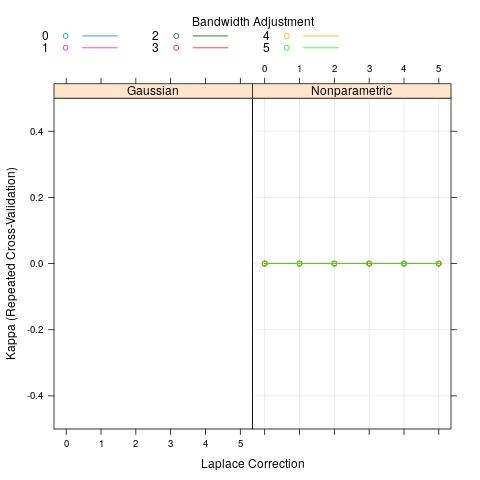 Bandwidth Adjustment
0 2 4
1 3 5
0 1 2 3 4 5
Gaussian Nonparametric
0.4
0.2
0.0
-0.2
-0.4
Kappa (Repeated Cross-Validation)
0 1 2 3 4 5
Laplace Correction